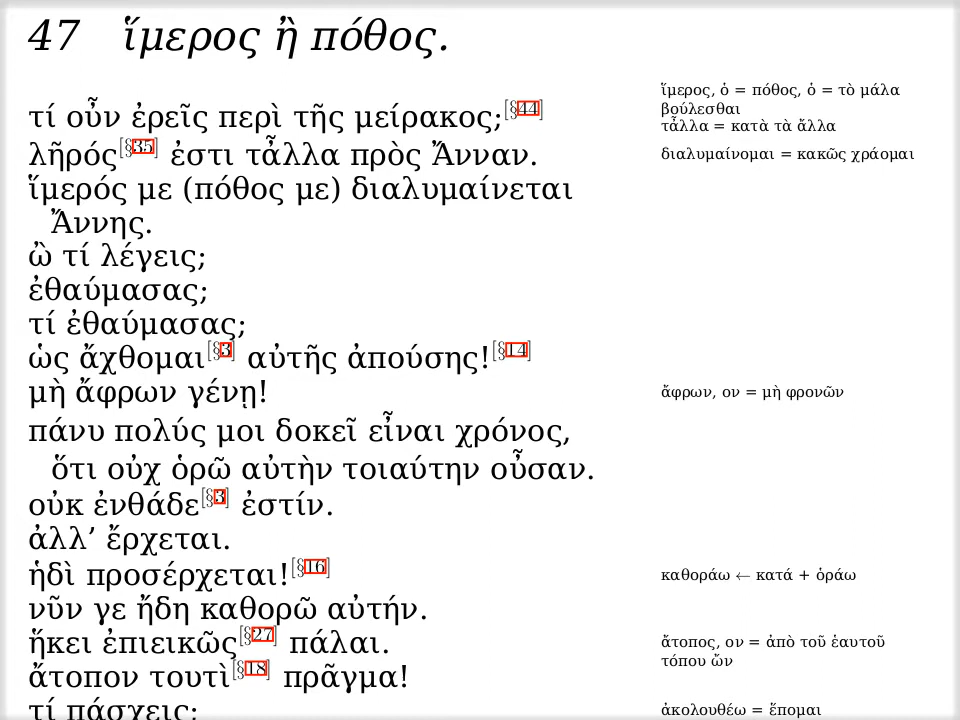 47 ἵμερος ἢ πόθος.
τί οὖν ἐρεῖς περὶ τῆς μείρακος;[§44]
λῆρός[§35] ἐστι τἆλλα πρὸς Ἄνναν.
ἵμερός με (πόθος με) διαλυμαίνεται
Ἄννης.
ὢ τί λέγεις;
ἐθαύμασας;
τί ἐθαύμασας;
ὡς ἄχθομαι[§3] αὐτῆς ἀπούσης![§14]
μὴ ἄφρων γένῃ!
πάνυ πολύς μοι δοκεῖ εἶναι χρόνος,
ὅτι οὐχ ὁρῶ αὐτὴν τοιαύτην οὖσαν.
οὐκ ἐνθάδε[§3] ἐστίν.
ἀλλ’ ἔρχεται.
ἡδὶ προσέρχεται![§16]
νῦν γε ἤδη καθορῶ αὐτήν.
ἥκει ἐπιεικῶς[§27] πάλαι.
ἄτοπον τουτὶ[§18] πρᾶγμα!
τί πάσχεις;
ἵμερος, ὁ = πόθος, ὁ = τὸ μάλα
βούλεσθαι
τἆλλα = κατὰ τὰ ἄλλα
διαλυμαίνομαι = κακῶς χράομαι
ἄφρων, ον = μὴ φρονῶν
καθοράω ← κατά + ὁράω
ἄτοπος, ον = ἀπὸ τοῦ ἑαυτοῦ
τόπου ὤν
ἀκολουθέω = ἕπομαι